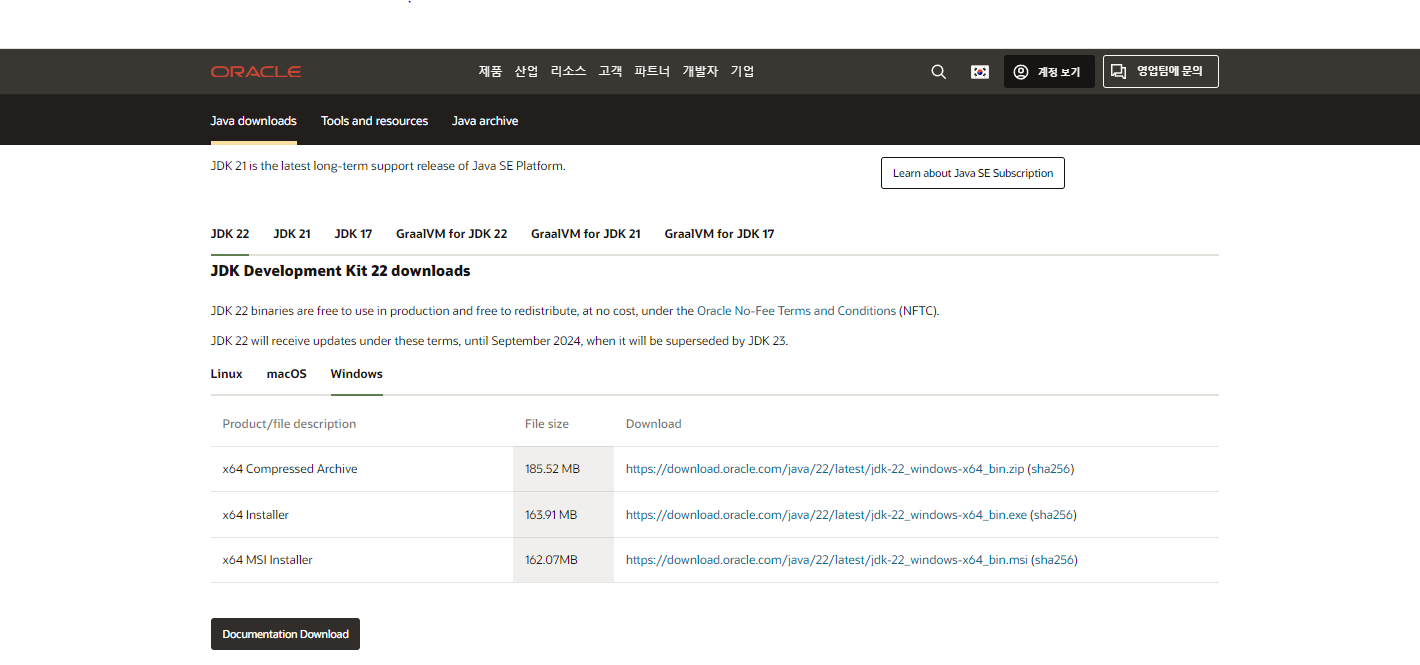 ORACLE
제품 산업 리소스 고객 파트너 개발자 기업
계정 보기
영업팀에 문의
Java downloads Tools and resources Java archive
JDK 21 is the latest long-term support release of Java SE Platform.
Learn about Java SE Subscription
JDK 22 JDK 21 JDK 17 GraalVM for JDK 22 GraalVM for JDK 21 GraalVM for JDK 17
JDK Development Kit 22 downloads
JDK 22 binaries are free to use in production and free to redistribute, at no cost, under the Oracle No-Fee Terms and Conditions (NFTC).
JDK 22 will receive updates under these terms, until September 2024, when it will be superseded by JDK 23.
Linux macOS Windows
Product/file description File size Download
x64 Compressed Archive 185.52 MB https://download.oracle.com/java/22/latest/jdk-22_windows-x64_bin.zip (sha256)
x64 Installer 163.91 MB https://download.oracle.com/java/22/latest/jdk-22_windows-x64_bin.exe (sha256)
x64 MSI Installer 162.07MB https://download.oracle.com/java/22/latest/jdk-22_windows-x64_bin.msi (sha256)
Documentation Download